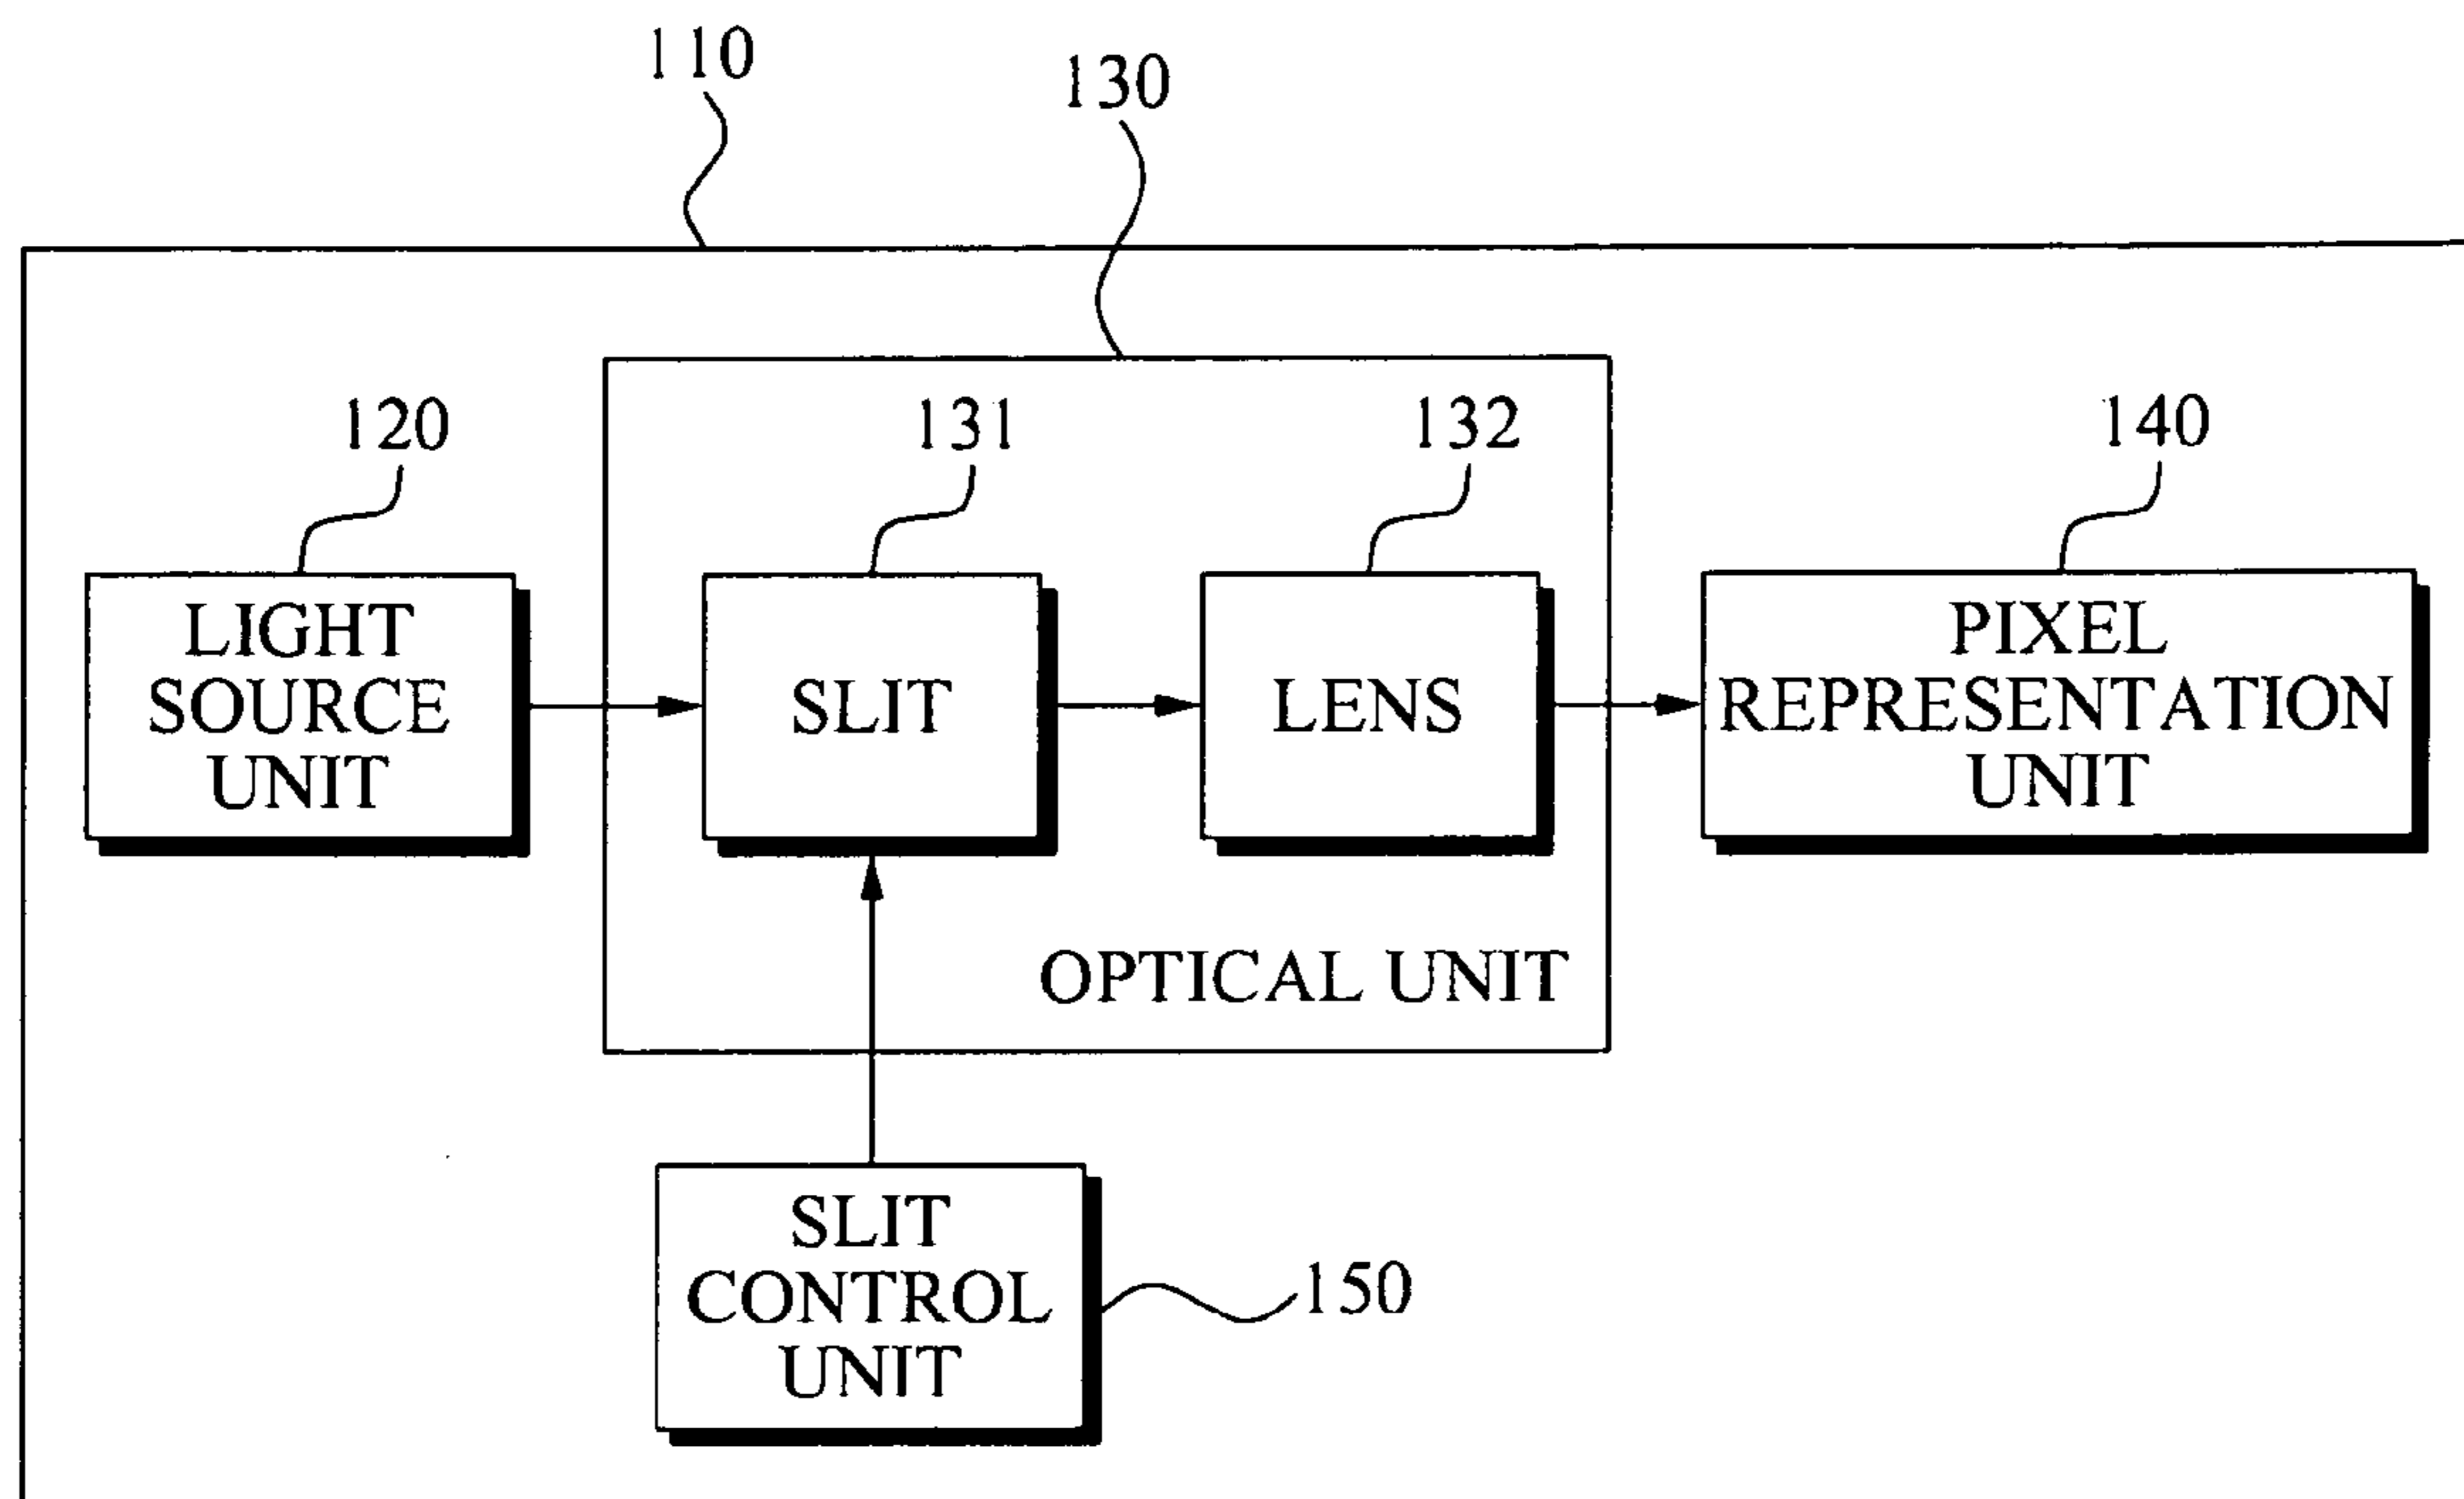 110
130
120
131
132
140
LIGHT
SOURCE
UNIT
SLIT
LENS
PIXEL
REPRESENTATION
UNIT
OPTICAL UNIT
SLIT
CONTROL
UNIT
150